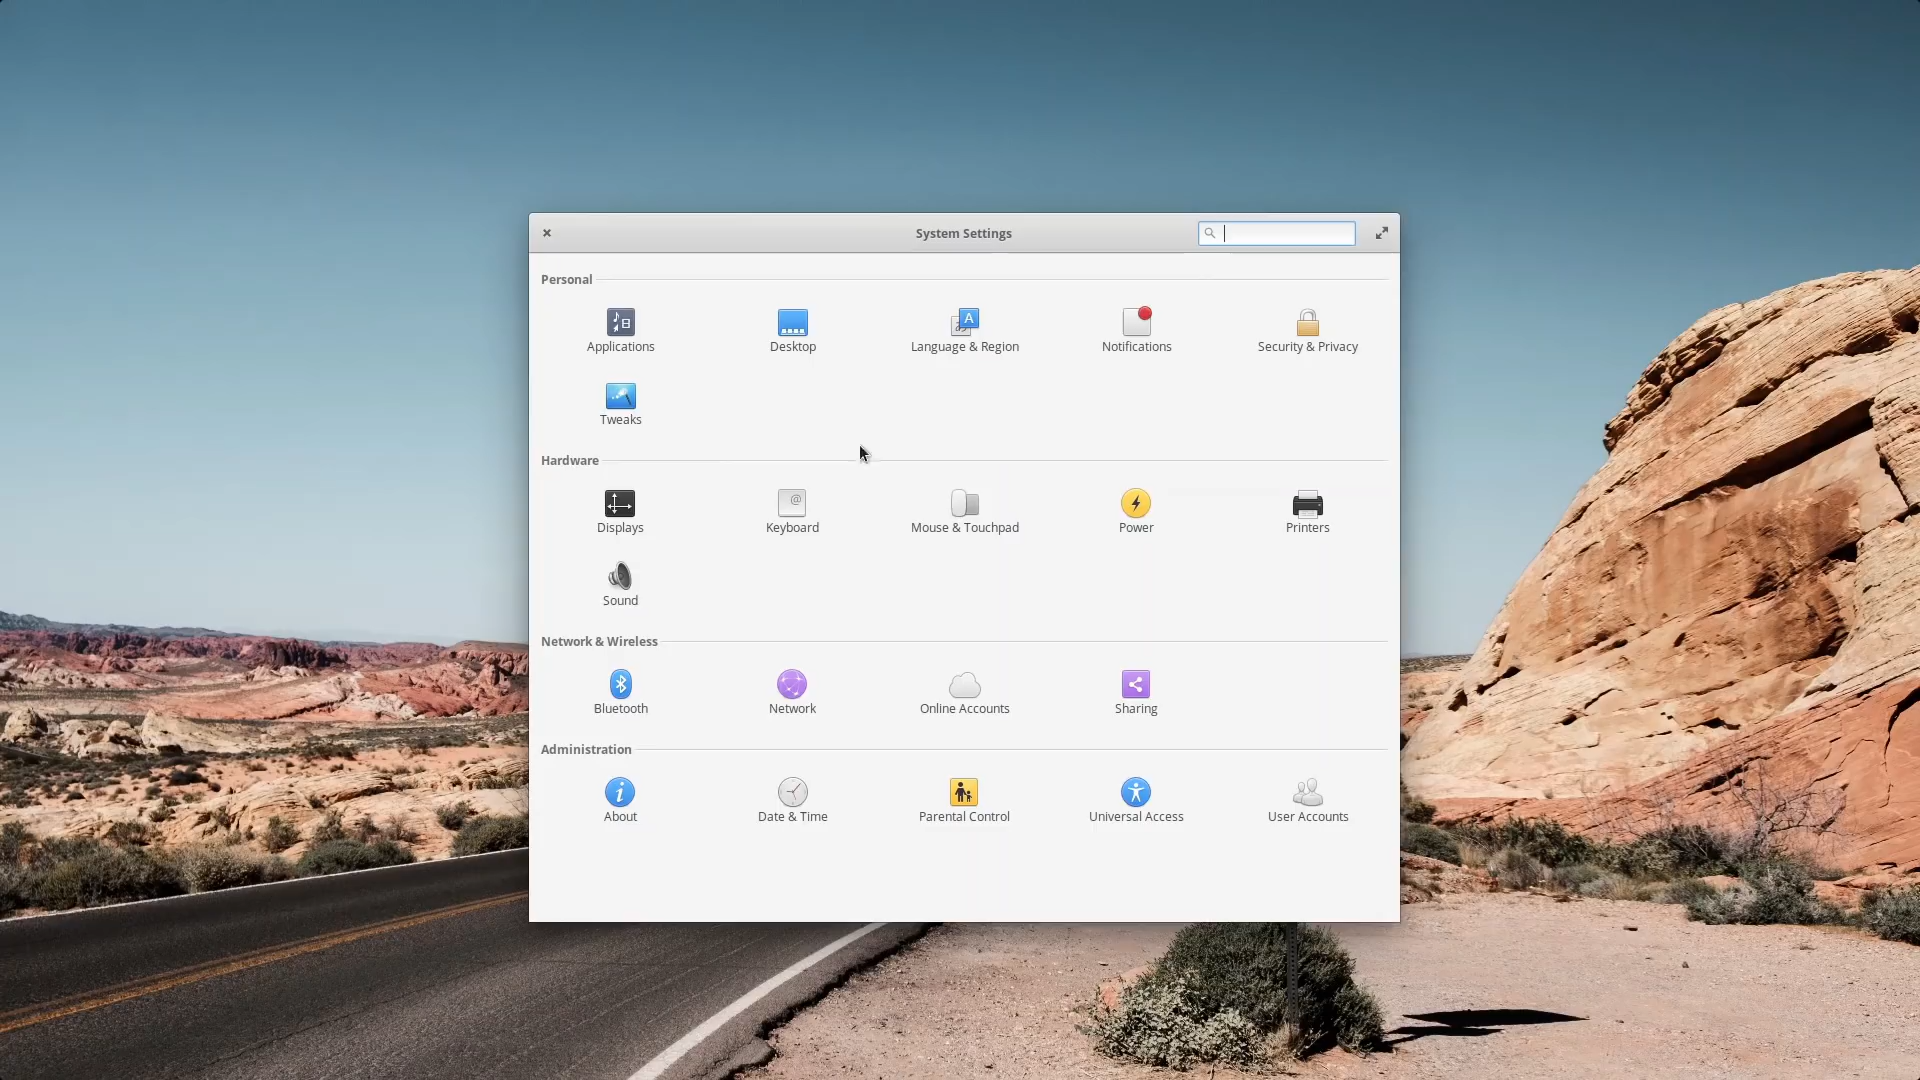 System Settings
Personal
Applications
Desktop
Language & Region
Notifications
Security & Privacy
Tweaks
Hardware
Displays
Keyboard
Mouse & Touchpad
Power
Printers
Sound
Network & Wireless
Bluetooth
Network
Online Accounts
Sharing
Administration
About
Date & Time
Parental Control
Universal Access
User Accounts